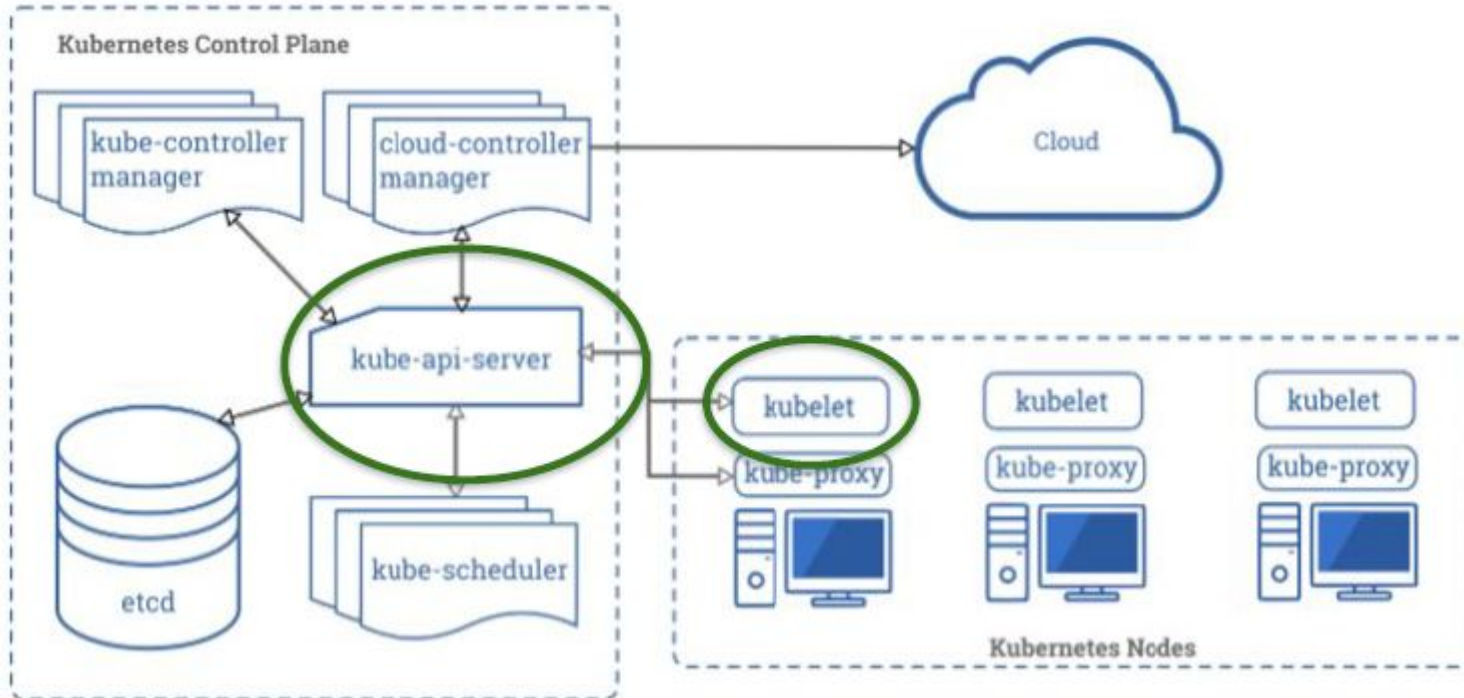 Kubernetes Control Plane
kube-controller
manager
cloud-controller
manager
Cloud
kube-api-server
kubelet
kubelet
kubelet
kube-proxy
kube-proxy
kube-proxy
etcd
kube-scheduler
Kubernetes Nodes